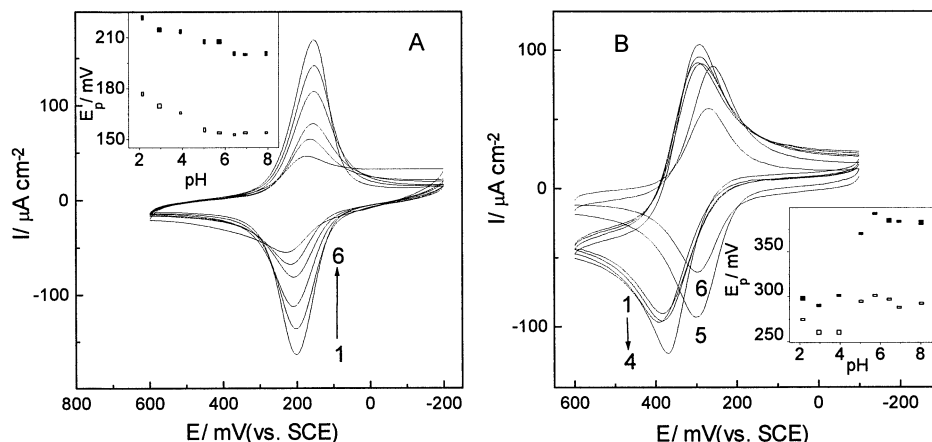 A
I/ μA cm-2
100
0
-100
800 600 400 200 0 -200
E/ mV(vs. SCE)
6
1
Ep/ mV
210
180
150
2 4 6 8
pH
B
I/ μA cm-2
100
0
-100
600 400 200 0 -200
E/ mV(vs. SCE)
1
4
6
5
Ep/ mV
350
300
250
2 4 6 8
pH